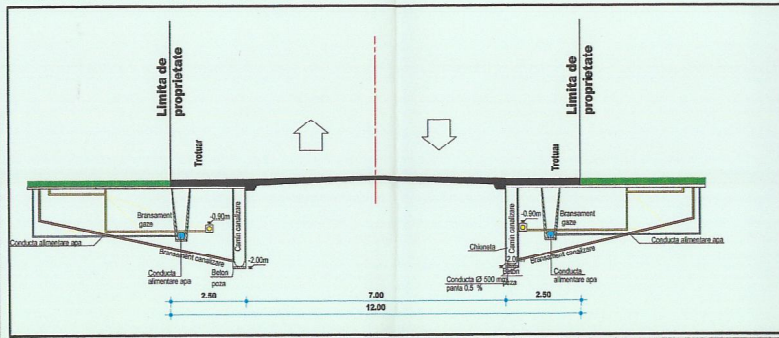 Limita de
proprietate
Trotuar
Limita de
proprietate
Trotuar
-0.90m
Bransament
gaze
Camin canalizare
Conducta alimentare apa
Bransament canalizare
-2.00m
Conducta
alimentare apa
Beton
poza
Camin canalizare
-0.90m
Bransament
gaze
Chioneta
Conducta alimentare apa
Bransament canalizare
-2.00m
Conducta Ø 500 mm
panta 0.5 %
Beton
poza
Conducta
alimentare apa
2.50
7.00
2.50
12.00